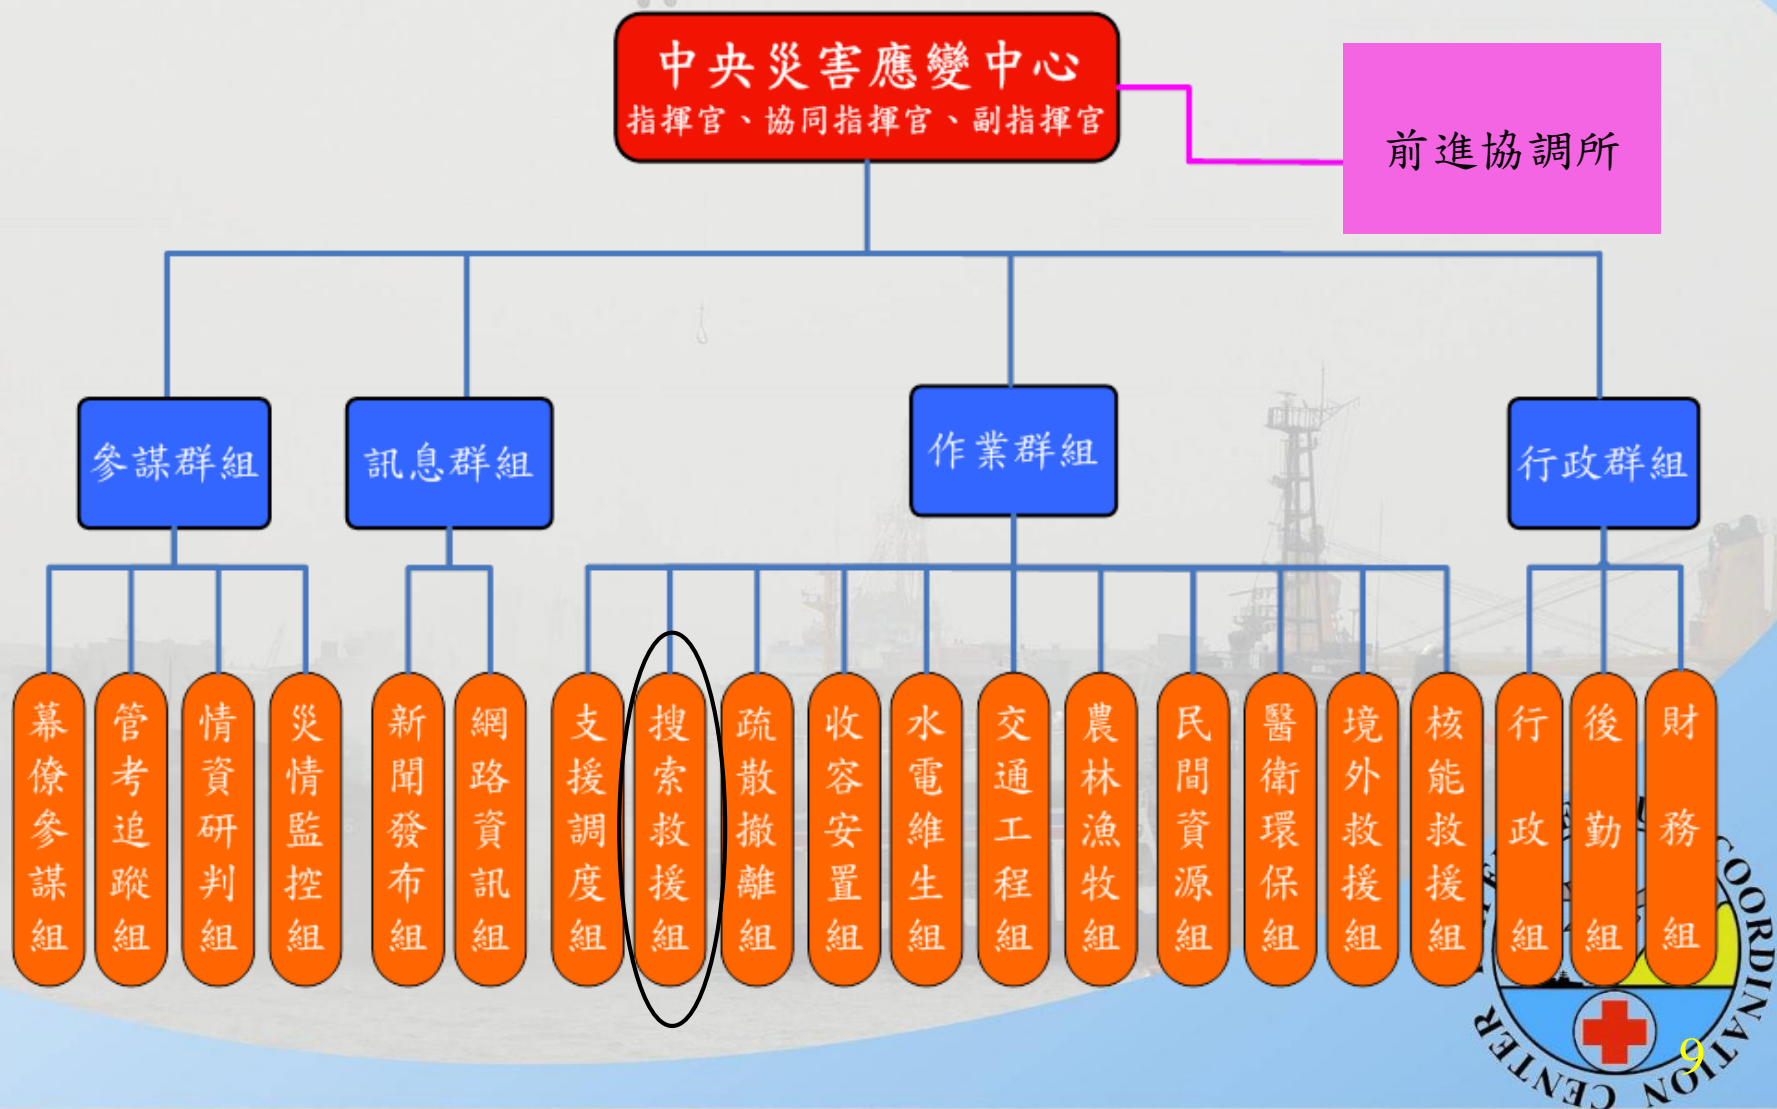 中央災害應變中心
指揮官、協同指揮官、副指揮官
前進協調所
參謀群組
訊息群組
作業群組
行政群組
幕僚參謀組
管考追蹤組
情資研判組
災情監控組
新聞發布組
網路資訊組
支援調度組
搜索救援組
疏散撤離組
收容安置組
水電維生組
交通工程組
農林漁牧組
民間資源組
醫衛環保組
境外救援組
核能救援組
行政組
後勤組
財務組
COORDINATION CENTER
9